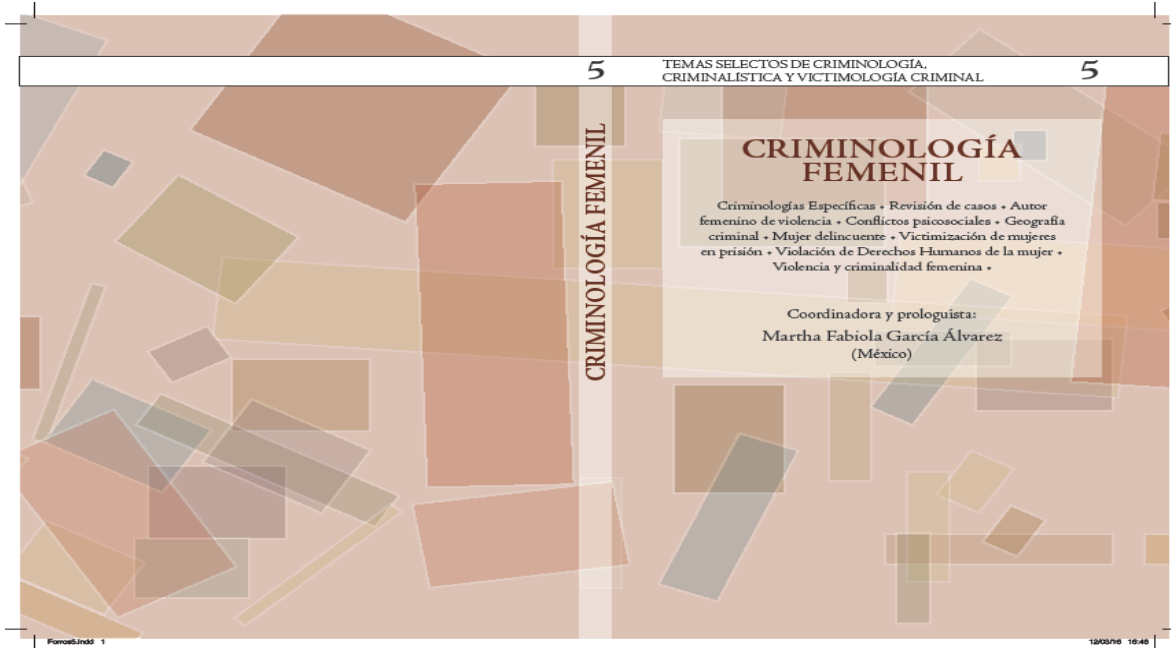 5
TEMAS SELECTOS DE CRIMINOLOGÍA,
CRIMINALÍSTICA Y VICTIMOLOGÍA CRIMINAL
5
CRIMINOLOGÍA FEMENIL
CRIMINOLOGÍA
FEMENIL
Criminologías Específicas • Revisión de casos • Autor
femenino de violencia • Conflictos psicosociales • Geografía
criminal • Mujer delincuente • Victimización de mujeres
en prisión • Violación de Derechos Humanos de la mujer •
Violencia y criminalidad femenina •
Coordinadora y prologuista:
Martha Fabiola García Álvarez
(México)
Forros5.indd 1
12/03/16 16:48